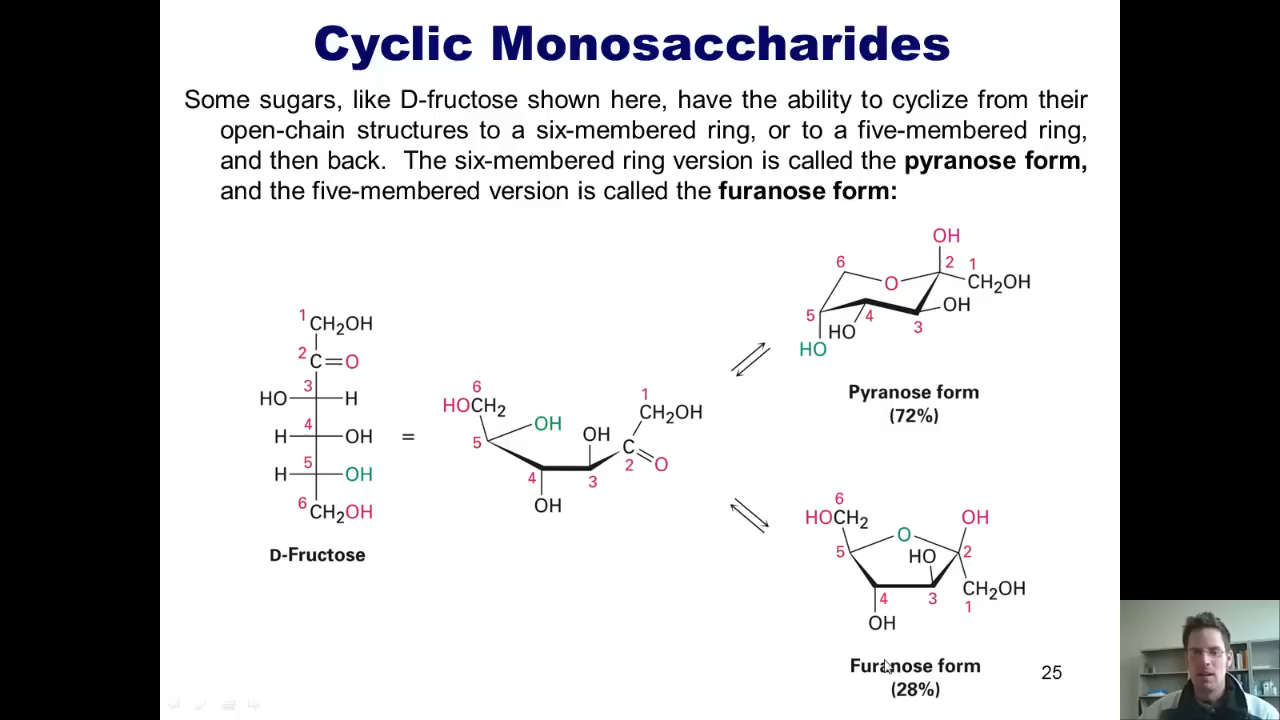 Cyclic Monosaccharides
Some sugars, like D-fructose shown here, have the ability to cyclize from their
open-chain structures to a six-membered ring, or to a five-membered ring,
and then back. The six-membered ring version is called the pyranose form,
and the five-membered version is called the furanose form:
1
CH₂OH
2
C=O
3
HO H
4
H OH
5
H OH
6
CH₂OH
D-Fructose
=
6
HOCH₂
5
OH
4
OH
OH
3
1
CH₂OH
C
2
O
OH
6
O
2
1
CH₂OH
5
4
OH
3
HO
HO
Pyranose form
(72%)
6
HOCH₂
OH
O
5
HO
2
4
3
CH₂OH
1
OH
Furanose form
(28%)
25